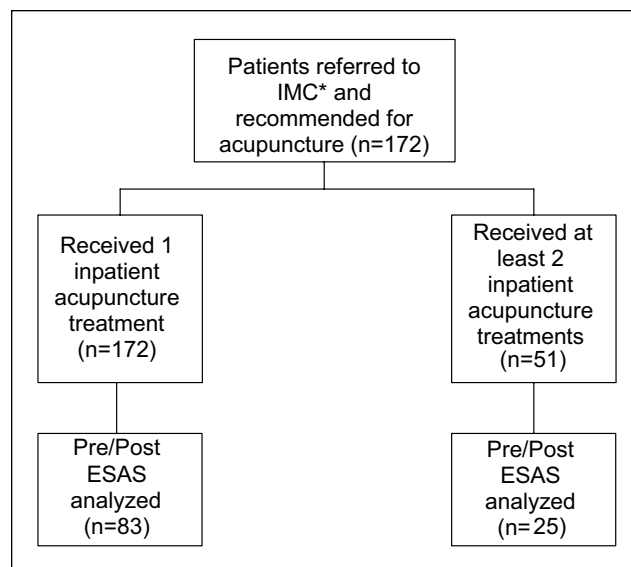 Patients referred to
IMC* and
recommended for
acupuncture (n=172)
Received 1
inpatient
acupuncture
treatment
(n=172)
Received at
least 2
inpatient
acupuncture
treatments
(n=51)
Pre/Post
ESAS
analyzed
(n=83)
Pre/Post
ESAS
analyzed
(n=25)